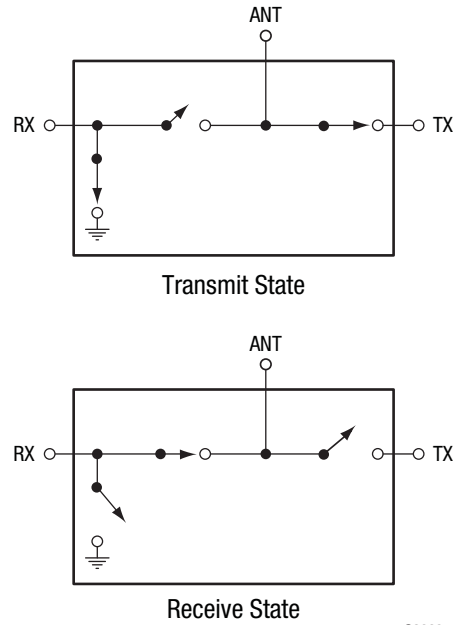 ANT
RX
TX
Transmit State
ANT
RX
TX
Receive State